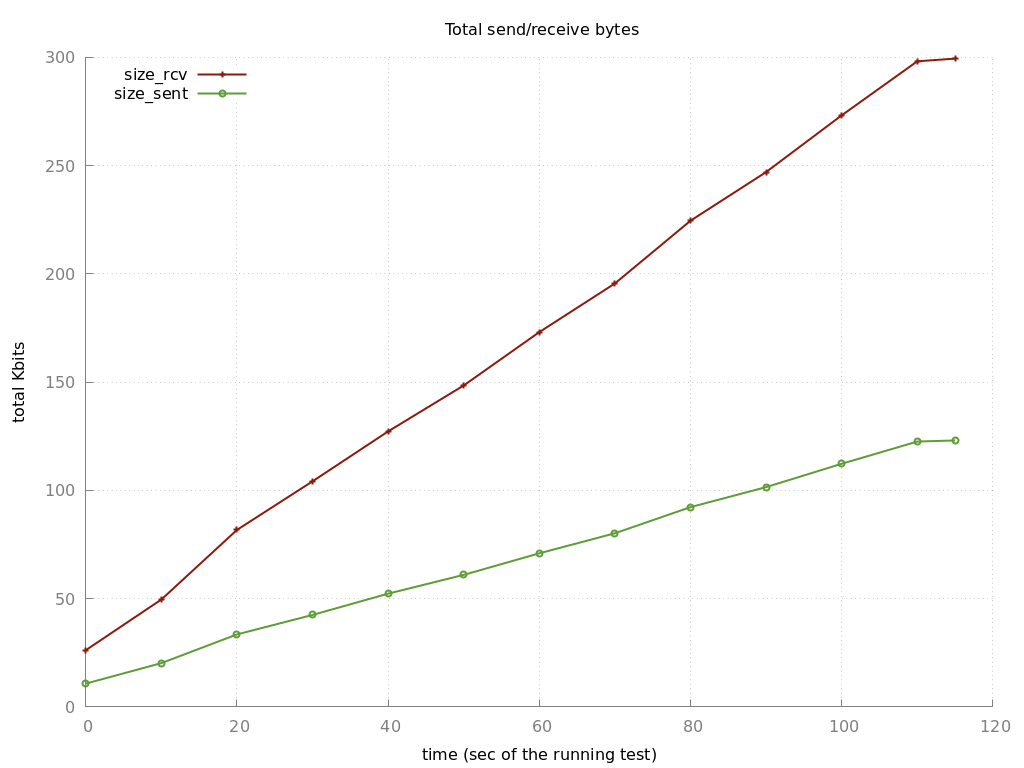 Total send/receive bytes
size_rcv
size_sent
300
250
200
150
100
50
0
total Kbits
0 20 40 60 80 100 120
time (sec of the running test)